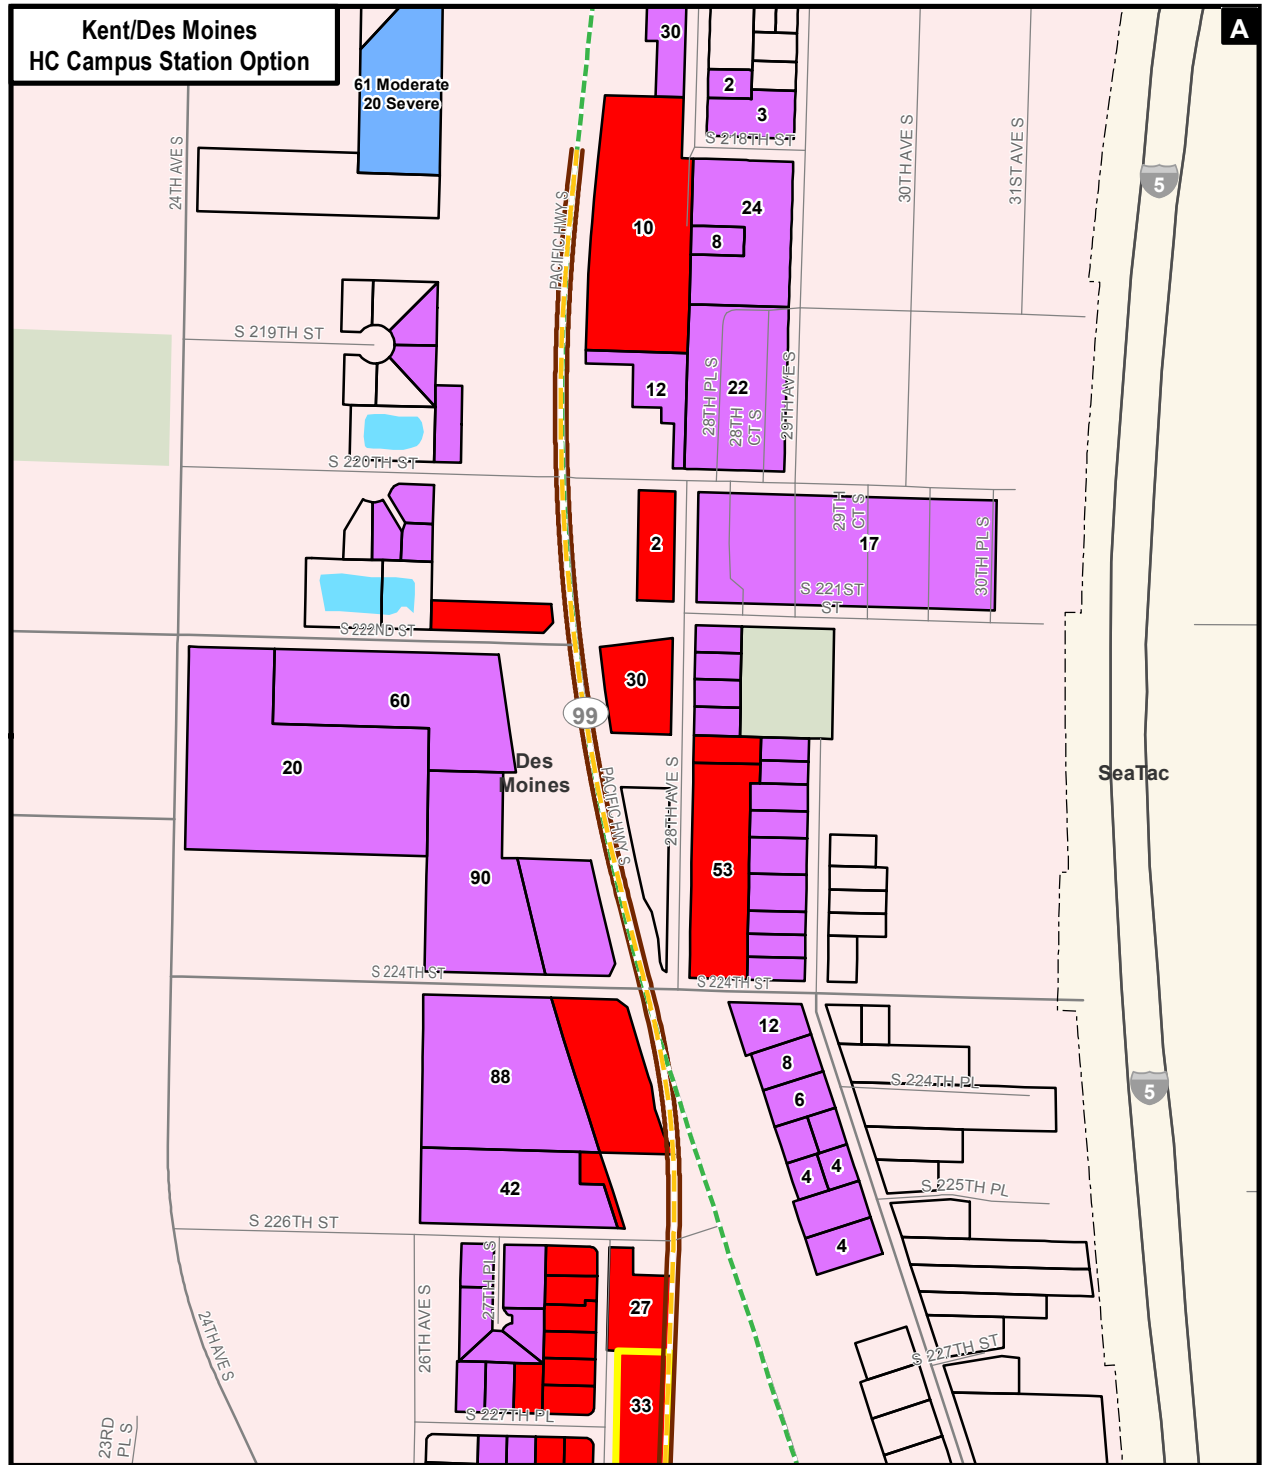 Kent/Des Moines
HC Campus Station Option
A
30
61 Moderate
20 Severe
2
3
S 218TH ST
24TH AVE S
30TH AVE S
31ST AVE S
5
PACIFIC HWY S
24
10
8
S 219TH ST
12
22
28TH PL S
28TH
CT S
29TH AVE S
S 220TH ST
2
29TH
CT S
17
30TH PL S
S 221ST
ST
S 222ND ST
30
60
99
20
Des
Moines
SeaTac
PACIFIC HWY S
28TH AVE S
53
90
S 224TH ST
S 224TH ST
12
8
88
6
S 224TH PL
5
4
4
42
S 225TH PL
S 226TH ST
4
27TH PL S
27
26TH AVE S
24TH AVE S
S 227TH ST
33
S 227TH PL
23RD
PL S